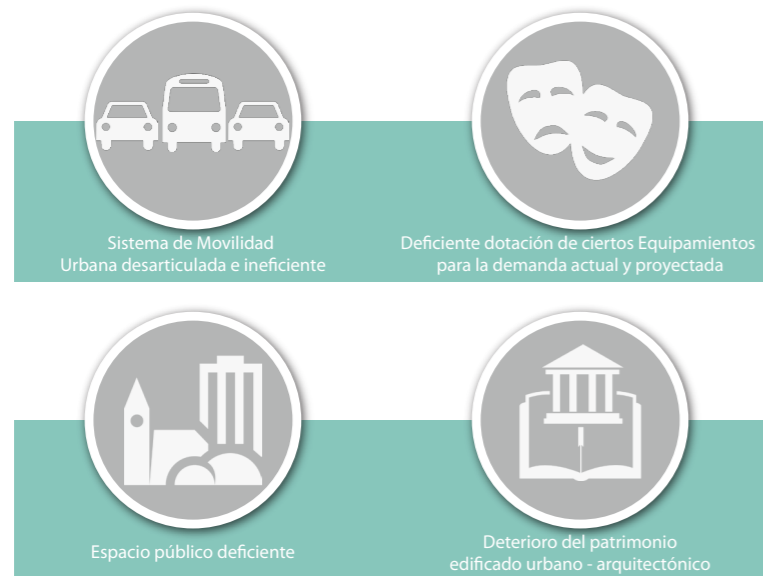 Sistema de Movilidad
Urbana desarticulada e ineficiente
Deficiente dotación de ciertos Equipamientos
para la demanda actual y proyectada
Espacio público deficiente
Deterioro del patrimonio
edificado urbano - arquitectónico